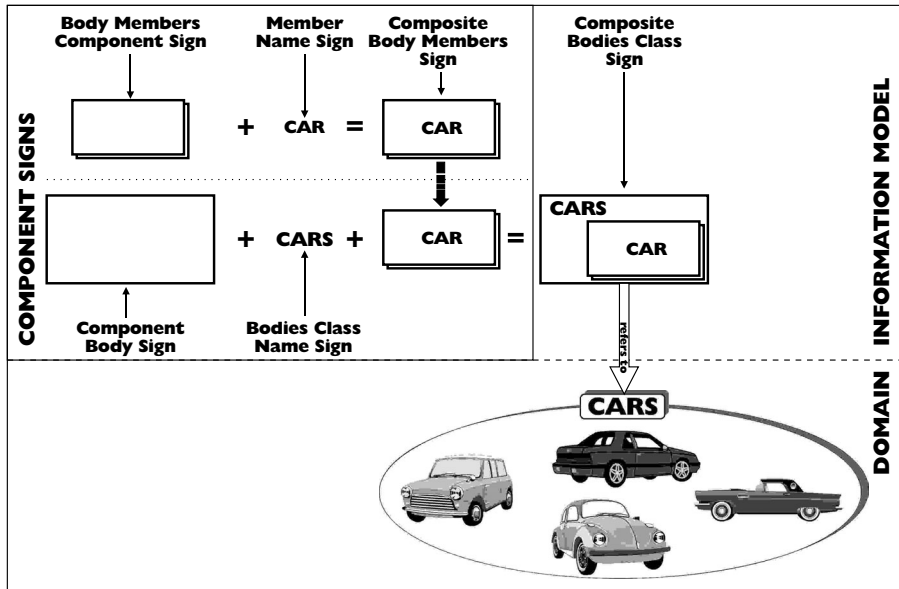 Body Members
Component Sign
Member
Name Sign
Composite
Body Members
Sign
Composite
Bodies Class
Sign
+ CAR = CAR
COMPONENT SIGNS
INFORMATION MODEL
+ CARS + CAR = CARS
CAR
Component
Body Sign
Bodies Class
Name Sign
refers to
DOMAIN
CARS